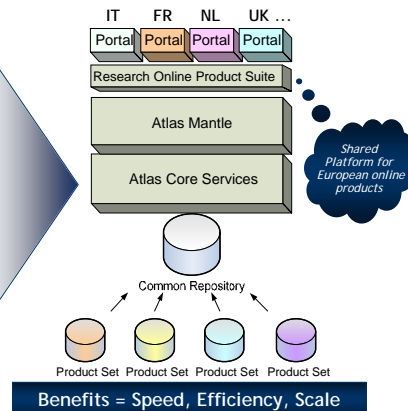 IT FR NL UK ...
Portal Portal Portal Portal
Research Online Product Suite
Atlas Mantle
Atlas Core Services
Shared
Platform for
European online
products
Common Repository
Product Set Product Set Product Set Product Set
Benefits = Speed, Efficiency, Scale